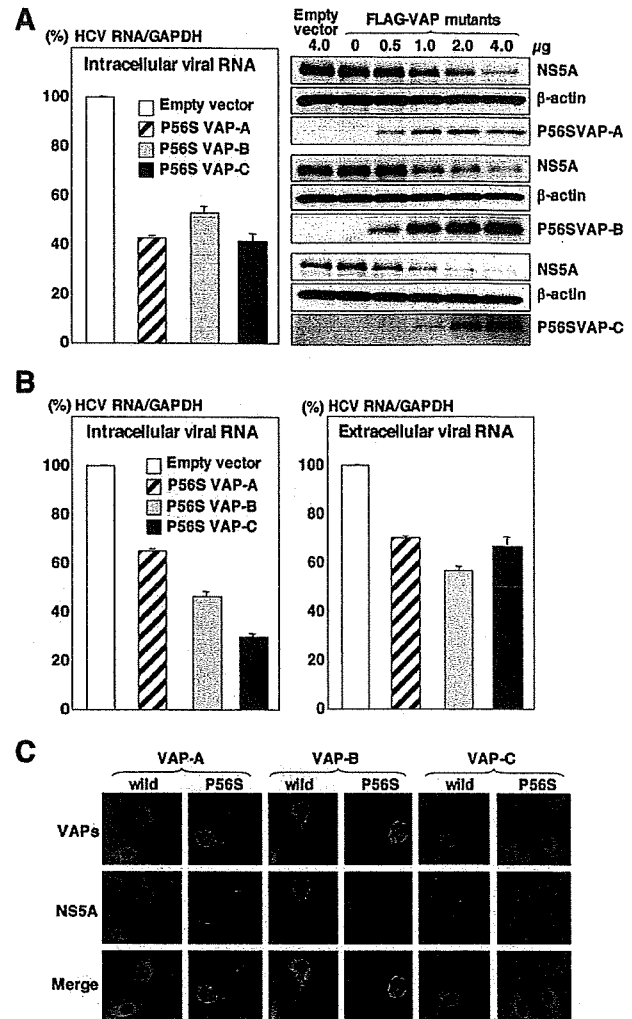 A
(%) HCV RNA/GAPDH
Intracellular viral RNA
100
80
60
40
20
0
Empty vector
P56S VAP-A
P56S VAP-B
P56S VAP-C
Empty vector
FLAG-VAP mutants
4.0 0 0.5 1.0 2.0 4.0 µg
NS5A
β-actin
P56SVAP-A
NS5A
β-actin
P56SVAP-B
NS5A
β-actin
P56SVAP-C
B
(%) HCV RNA/GAPDH
Intracellular viral RNA
100
80
60
40
20
0
Empty vector
P56S VAP-A
P56S VAP-B
P56S VAP-C
(%) HCV RNA/GAPDH
Extracellular viral RNA
100
80
60
40
20
0
C
VAP-A VAP-B VAP-C
wild P56S wild P56S wild P56S
VAPs
NS5A
Merge